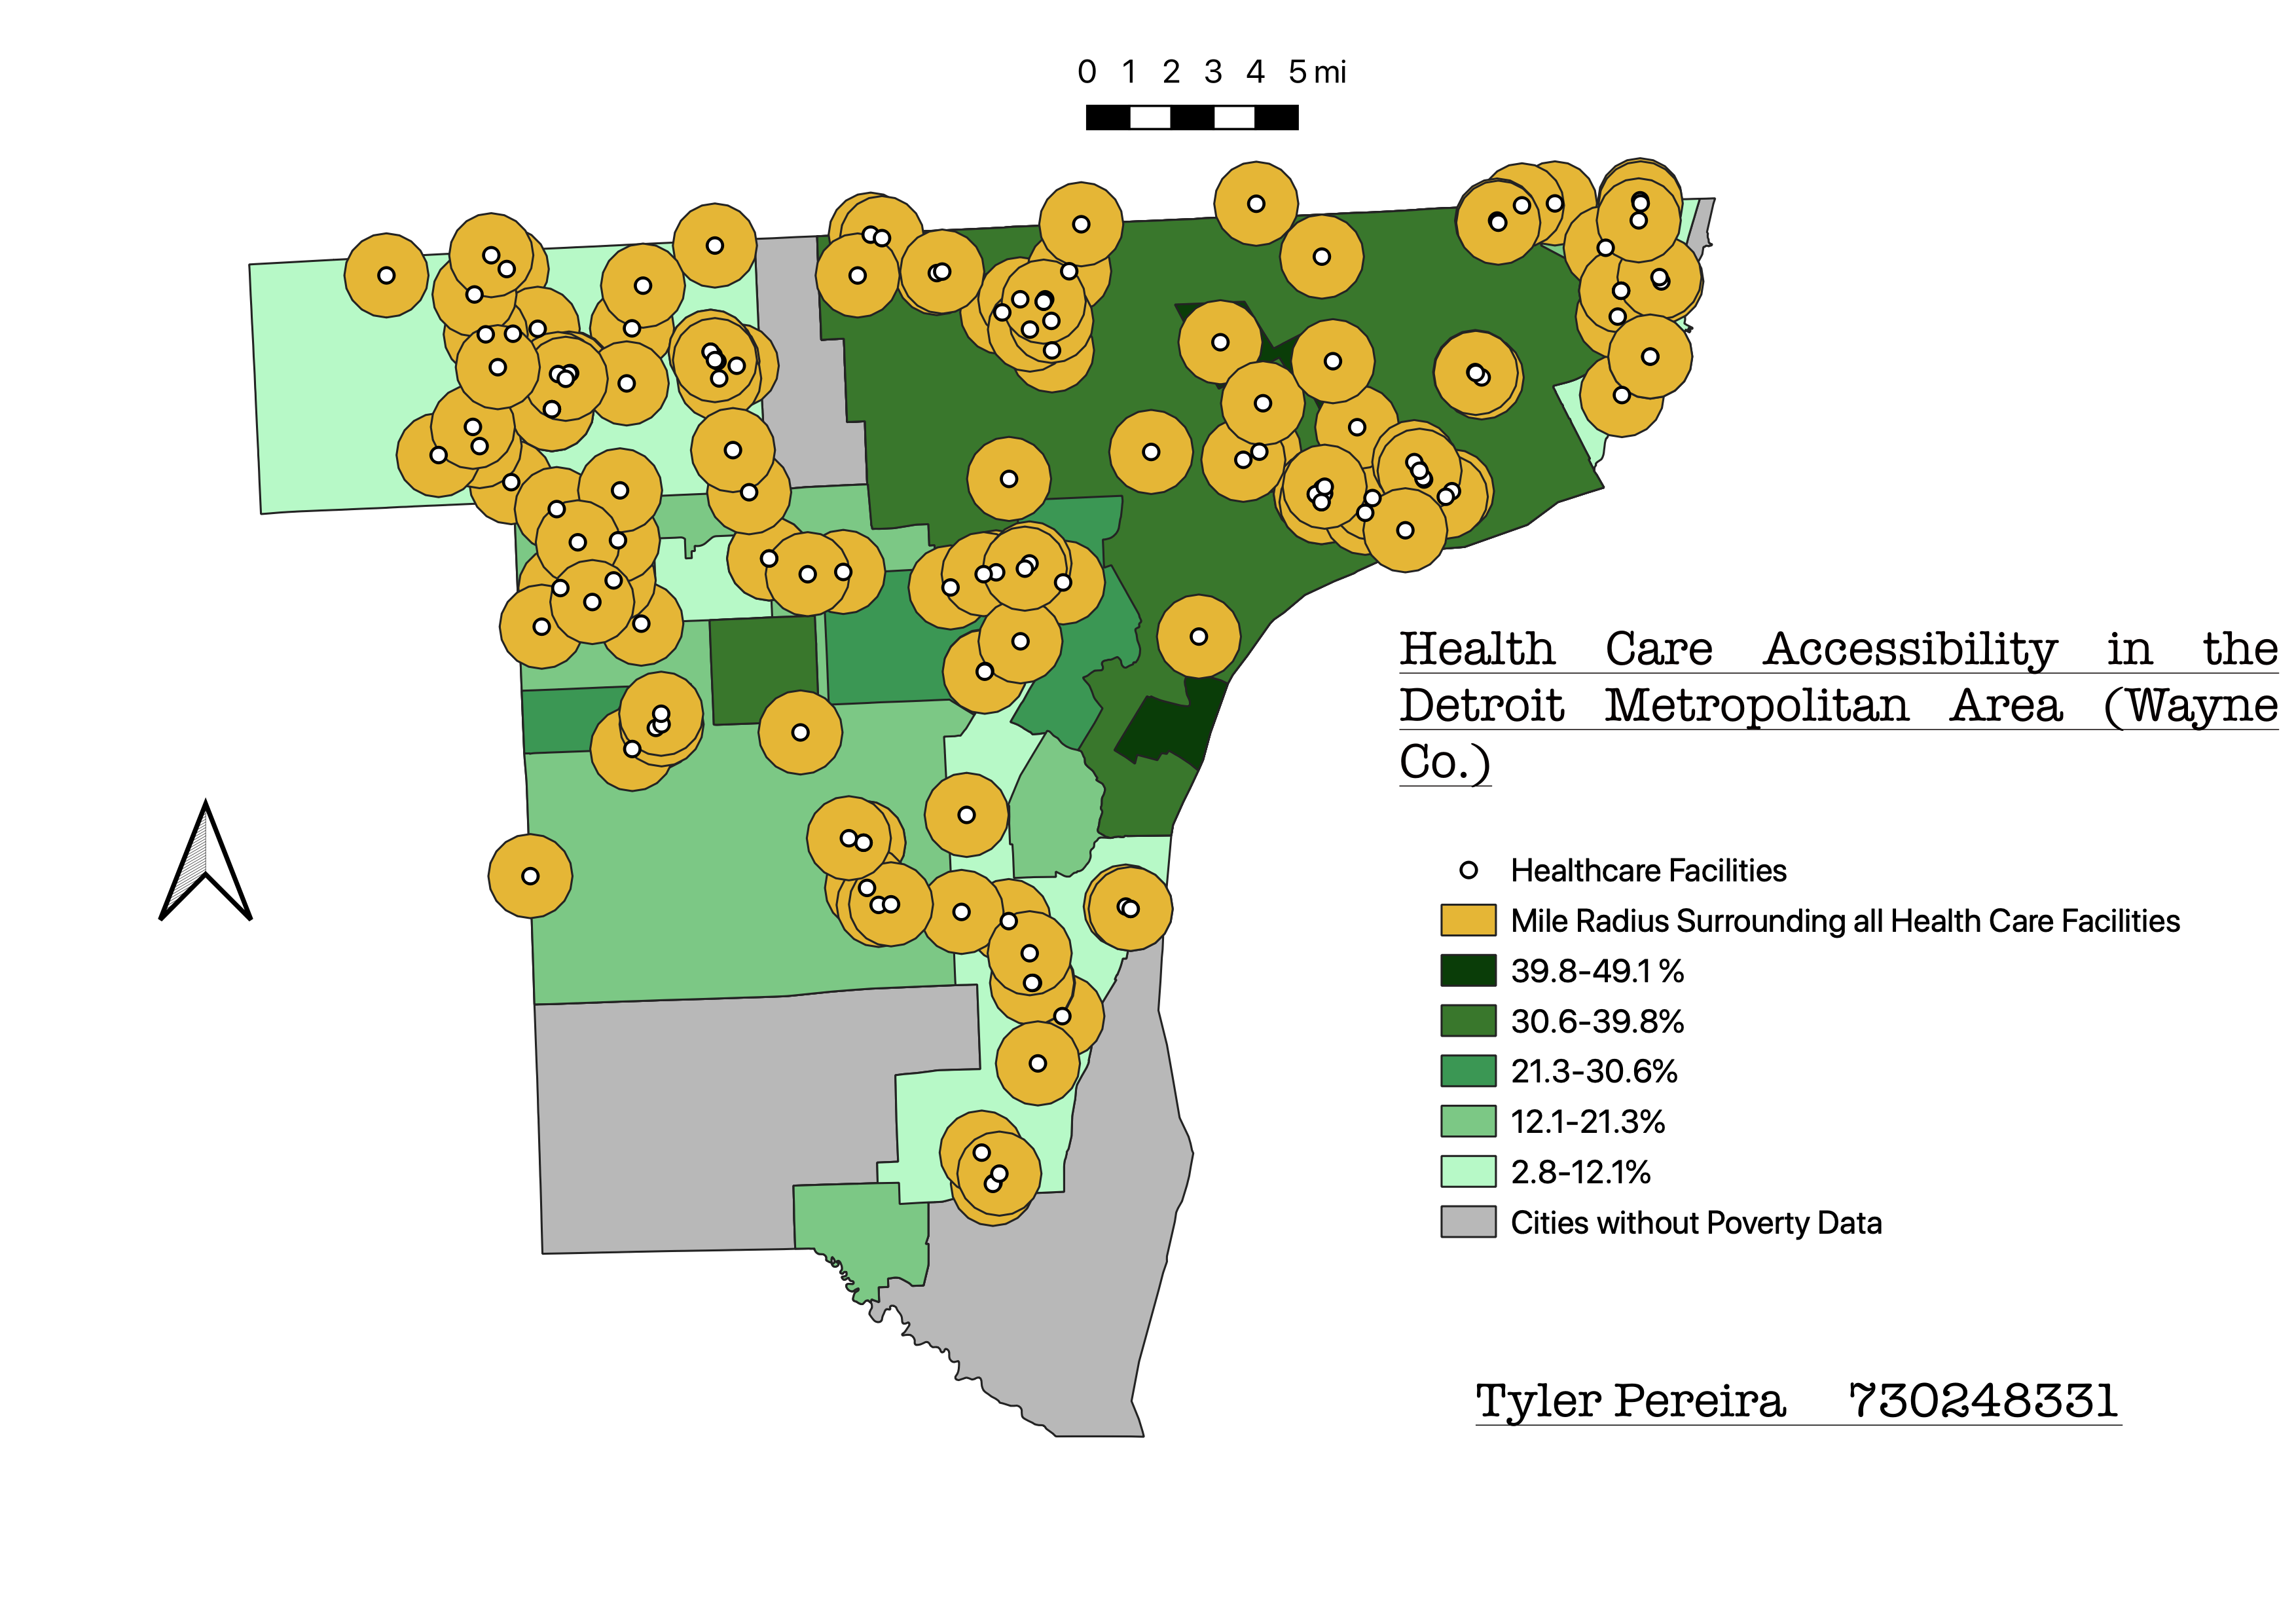 0 1 2 3 4 5 mi
Health Care Accessibility in the
Detroit Metropolitan Area (Wayne
Co.)
Healthcare Facilities
Mile Radius Surrounding all Health Care Facilities
39.8-49.1 %
30.6-39.8%
21.3-30.6%
12.1-21.3%
2.8-12.1%
Cities without Poverty Data
Tyler Pereira 730248331